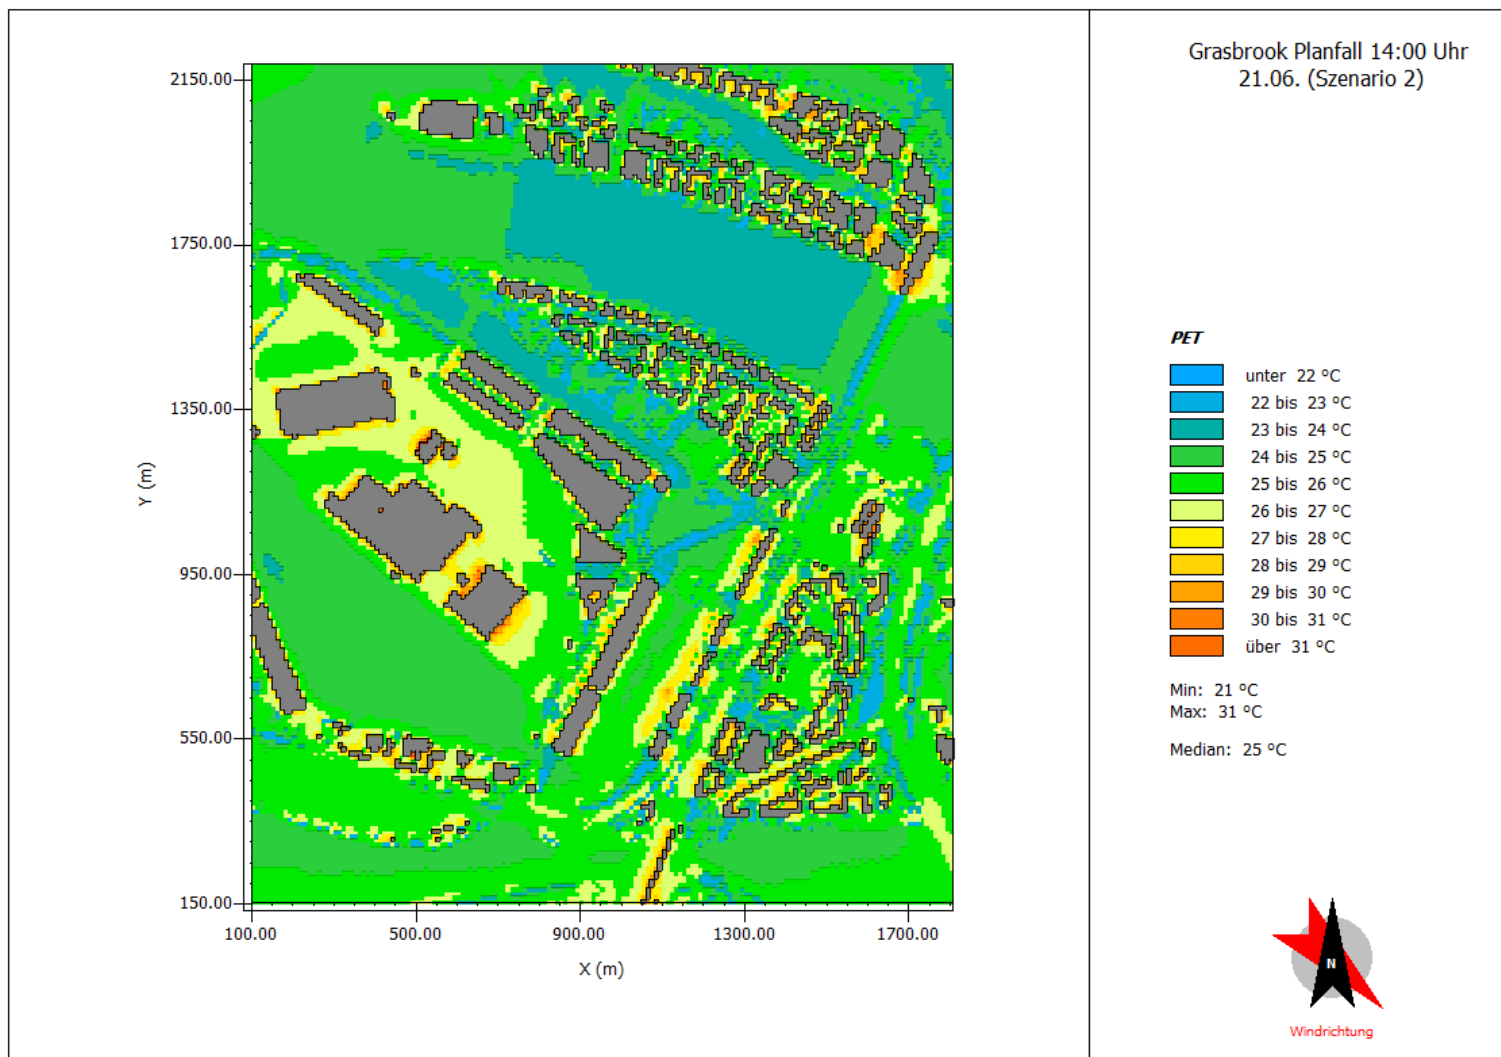 Grasbrook Planfall 14:00 Uhr
21.06. (Szenario 2)
2150.00
1750.00
1350.00
950.00
550.00
150.00
Y (m)
100.00 500.00 900.00 1300.00 1700.00
X (m)
PET
unter 22 °C
22 bis 23 °C
23 bis 24 °C
24 bis 25 °C
25 bis 26 °C
26 bis 27 °C
27 bis 28 °C
28 bis 29 °C
29 bis 30 °C
30 bis 31 °C
über 31 °C
Min: 21 °C
Max: 31 °C
Median: 25 °C
N
Windrichtung